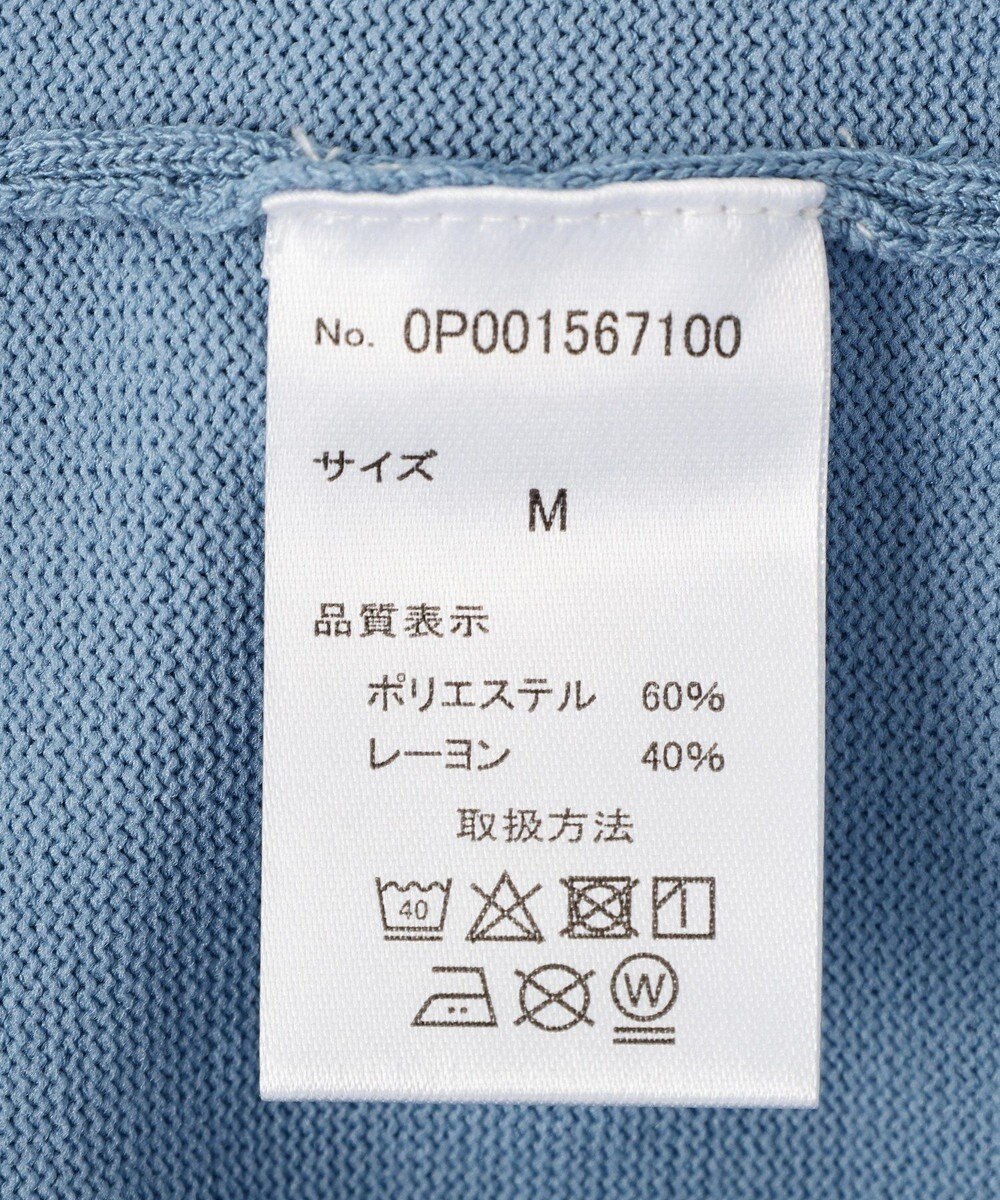 No. 0P001567100
サイズ
M
品質表示
ポリエステル 60%
レーヨン 40%
取扱方法
40
W